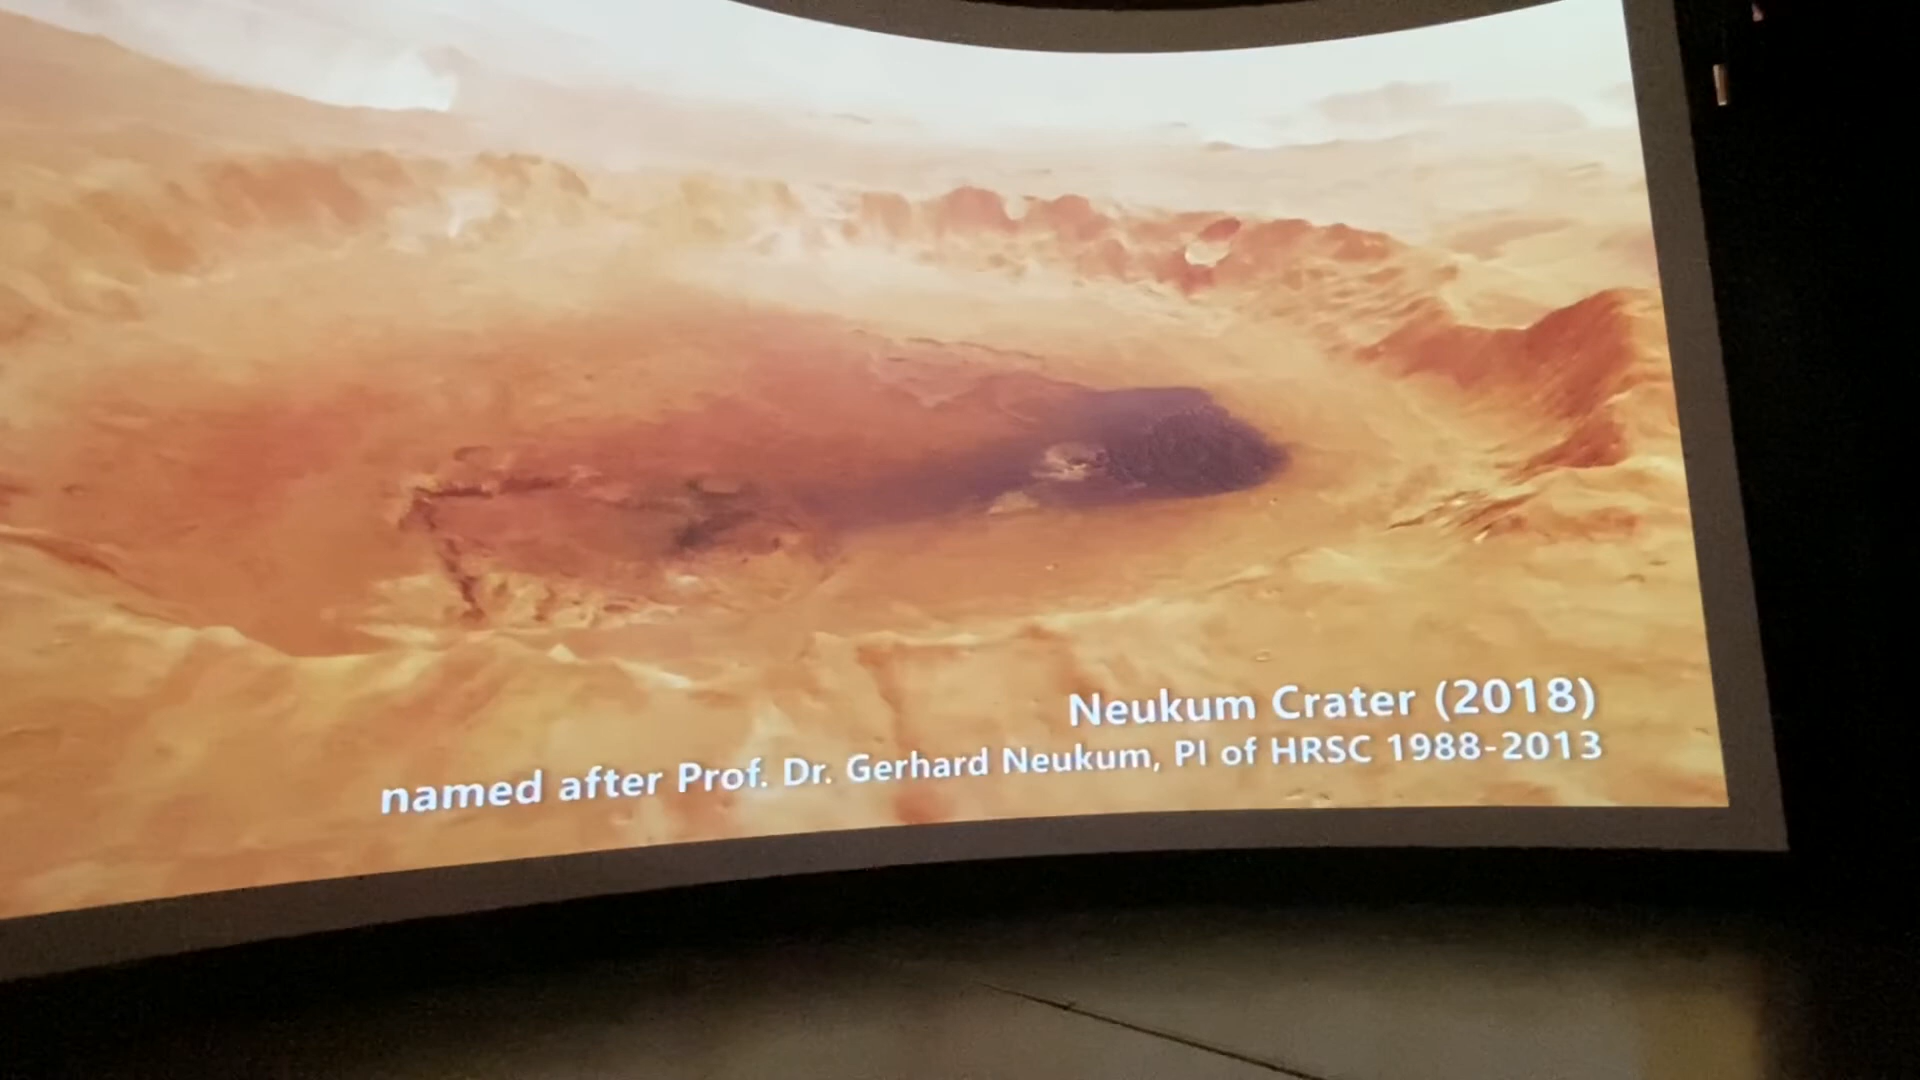 Neukum Crater (2018)
named after Prof. Dr. Gerhard Neukum, PI of HRSC 1988-2013